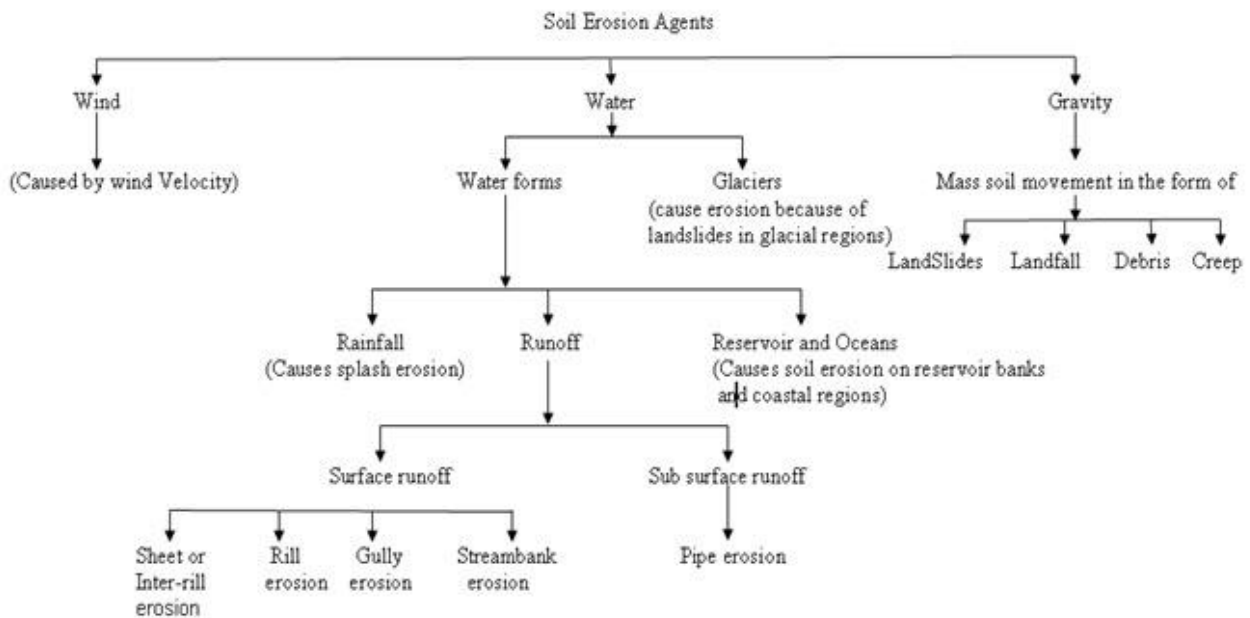 Soil Erosion Agents
Wind
Water
Gravity
(Caused by wind Velocity)
Water forms
Glaciers
(cause erosion because of
landslides in glacial regions)
Mass soil movement in the form of
LandSlides
Landfall
Debris
Creep
Rainfall
(Causes splash erosion)
Runoff
Reservoir and Oceans
(Causes soil erosion on reservoir banks
and coastal regions)
Surface runoff
Sub surface runoff
Sheet or
Inter-rill
erosion
Rill
erosion
Gully
erosion
Streambank
erosion
Pipe erosion